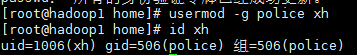 [root@hadoop1 home]# usermod -g police xh
[root@hadoop1 home]# id xh
uid=1006(xh) gid=506(police) 组=506(police)